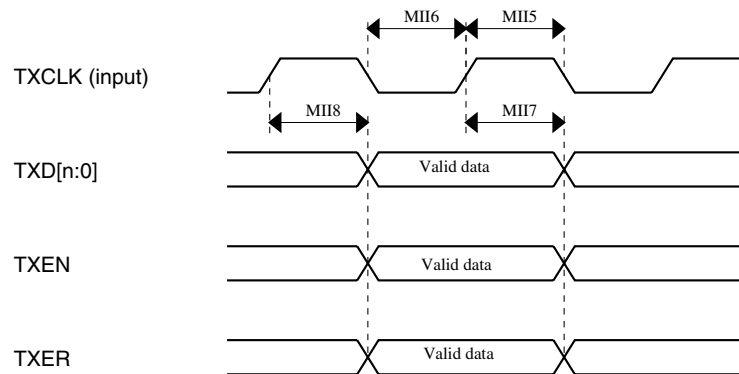 MII6 MII5
TXCLK (input)
MII8 MII7
TXD[n:0] Valid data
TXEN Valid data
TXER Valid data